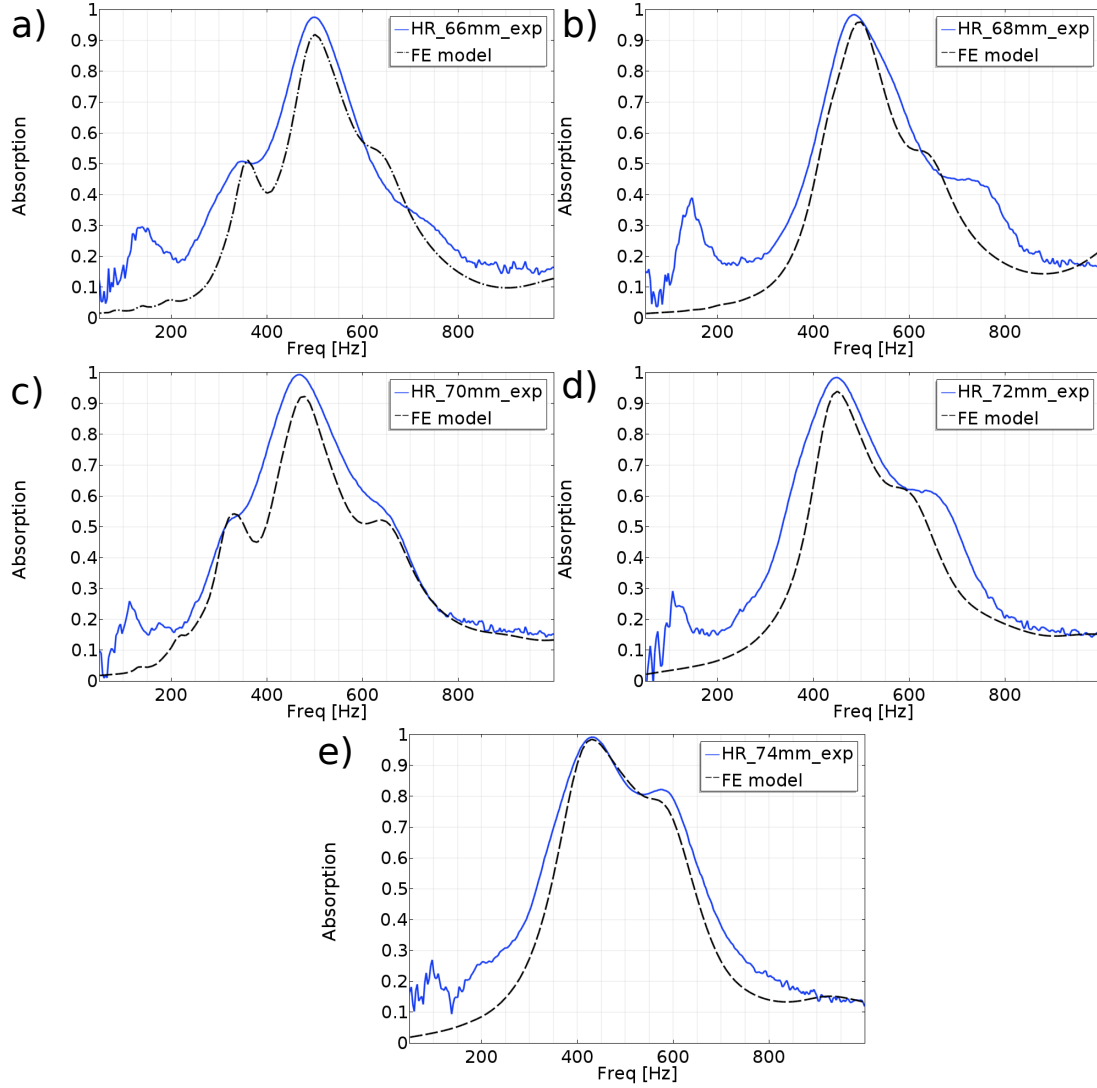 a)
HR_66mm_exp
FE model
1
0.9
0.8
0.7
0.6
0.5
0.4
0.3
0.2
0.1
0
Absorption
200 400 600 800
Freq [Hz]
b)
HR_68mm_exp
FE model
1
0.9
0.8
0.7
0.6
0.5
0.4
0.3
0.2
0.1
0
Absorption
200 400 600 800
Freq [Hz]
c)
HR_70mm_exp
FE model
1
0.9
0.8
0.7
0.6
0.5
0.4
0.3
0.2
0.1
0
Absorption
200 400 600 800
Freq [Hz]
d)
HR_72mm_exp
FE model
1
0.9
0.8
0.7
0.6
0.5
0.4
0.3
0.2
0.1
0
Absorption
200 400 600 800
Freq [Hz]
e)
HR_74mm_exp
FE model
1
0.9
0.8
0.7
0.6
0.5
0.4
0.3
0.2
0.1
0
Absorption
200 400 600 800
Freq [Hz]